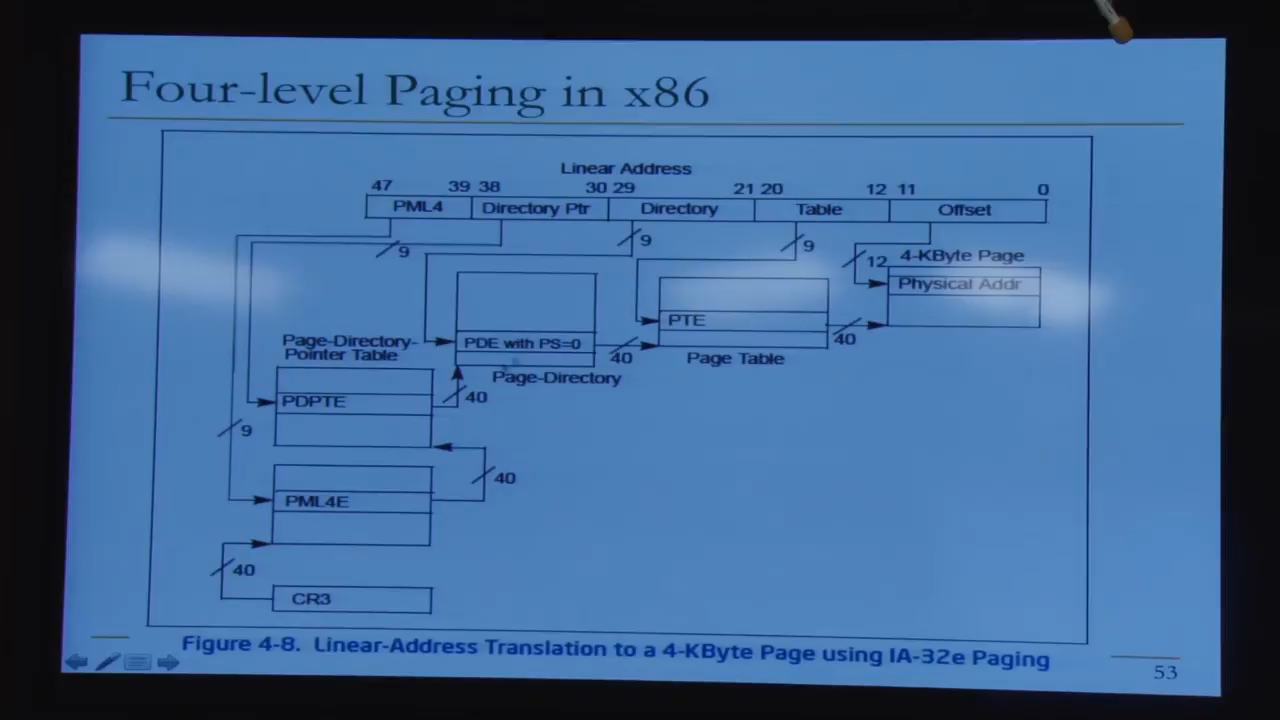 Four-level Paging in x86
Linear Address
47 39 38 30 29 21 20 12 11 0
PML4 Directory Ptr Directory Table Offset
9 9 9 12 4-KByte Page
Physical Addr
PTE
40
Page Table
PDE with PS=0
40
Page-Directory
Page-Directory-
Pointer Table
40
PDPTE
9
40
PML4E
40
CR3
Figure 4-8. Linear-Address Translation to a 4-KByte Page using IA-32e Paging
53